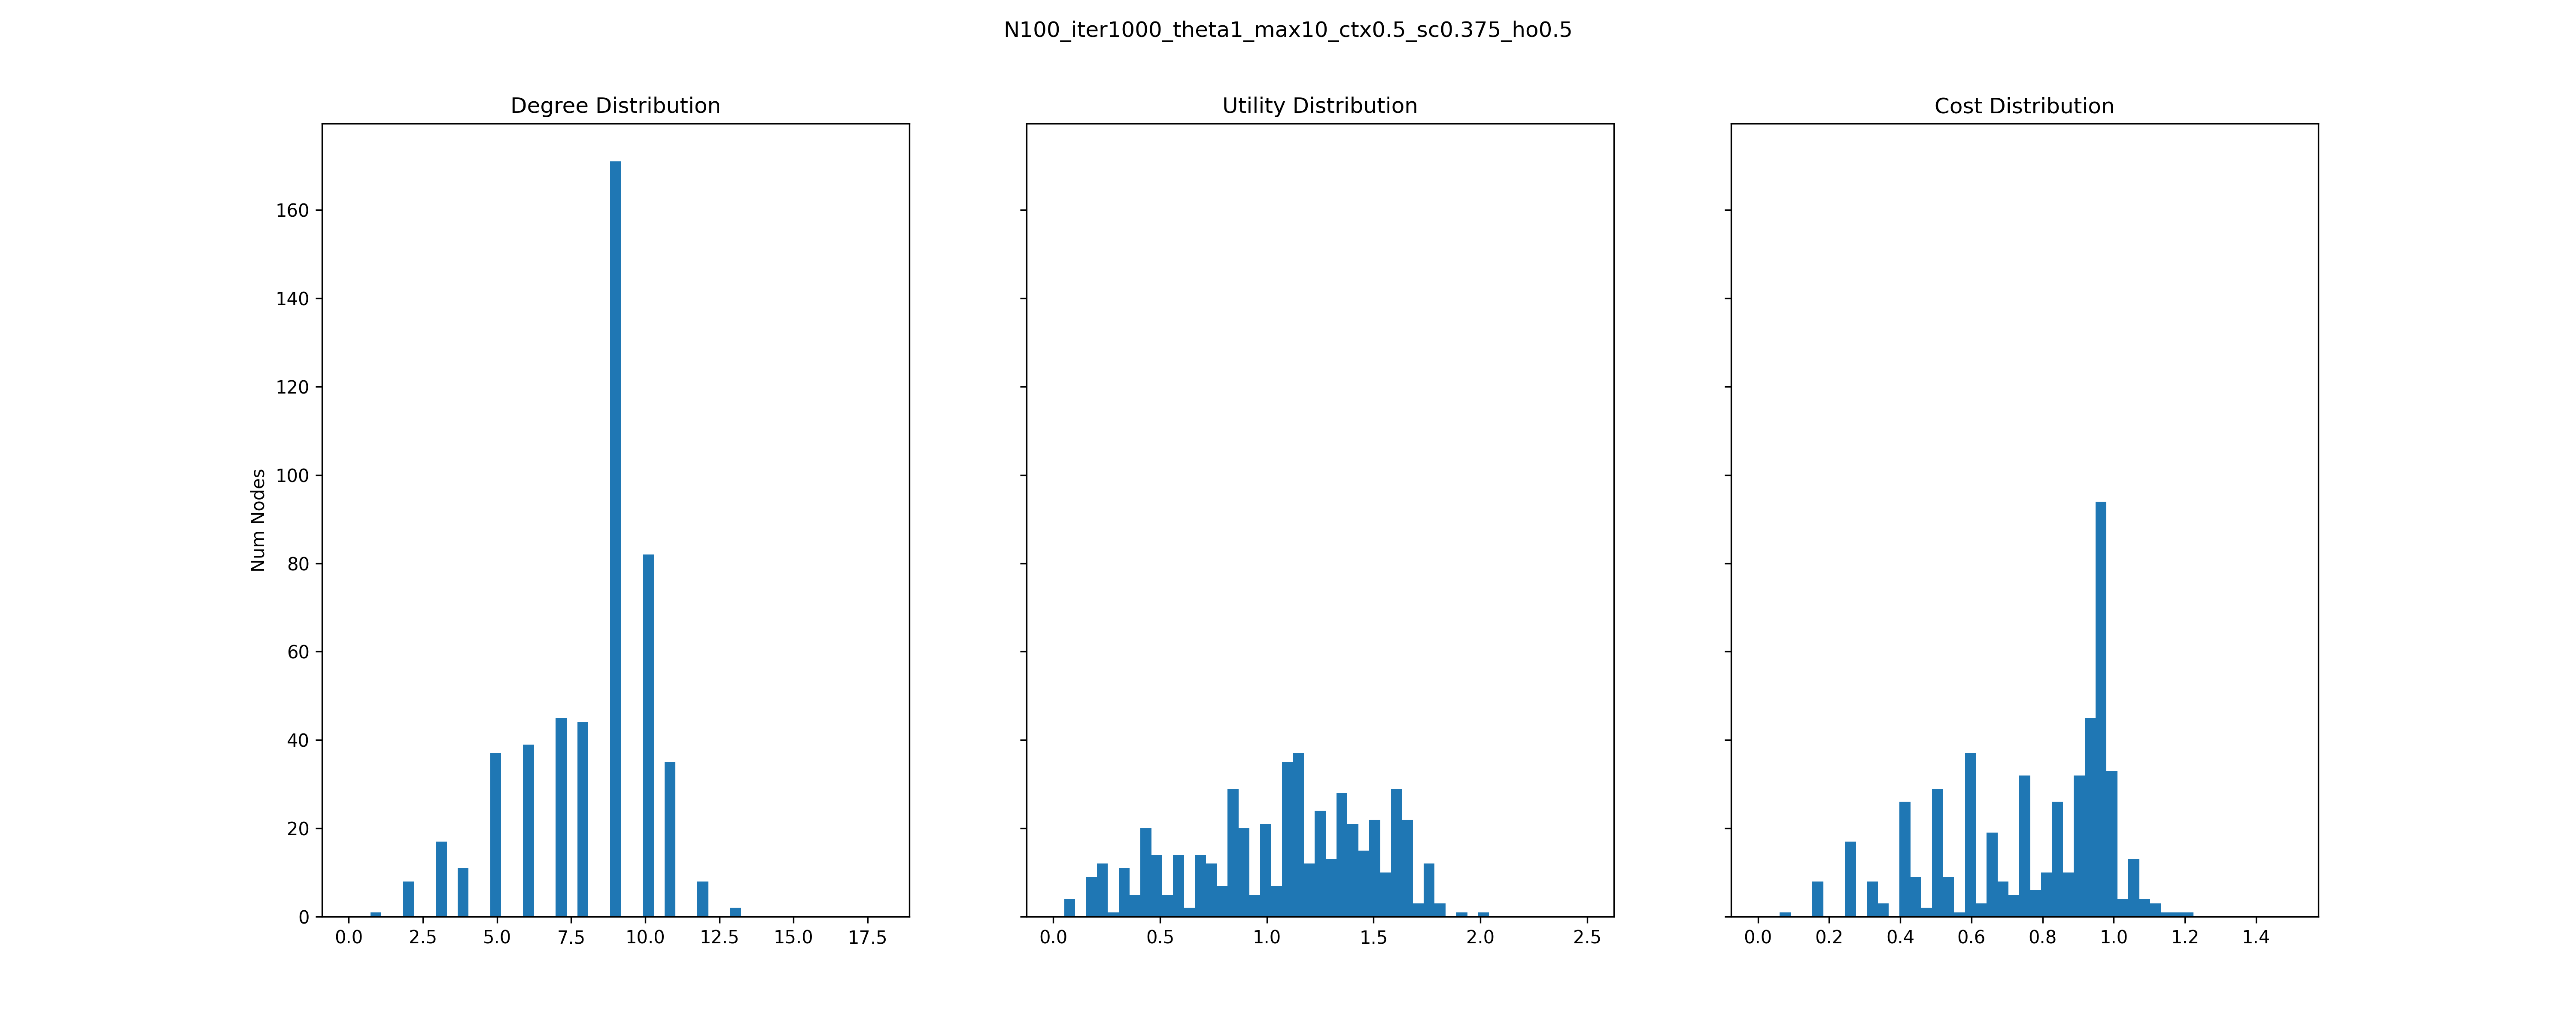 N100_iter1000_theta1_max10_ctx0.5_sc0.375_ho0.5
Degree Distribution
Utility Distribution
Cost Distribution
Num Nodes
160
140
120
100
80
60
40
20
0
0.0 2.5 5.0 7.5 10.0 12.5 15.0 17.5
0.0 0.5 1.0 1.5 2.0 2.5
0.0 0.2 0.4 0.6 0.8 1.0 1.2 1.4